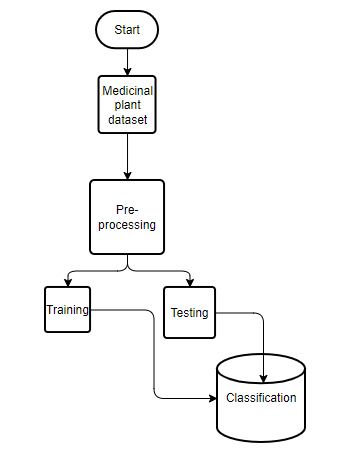 Start
Medicinal
plant
dataset
Pre-
processing
Training
Testing
Classification